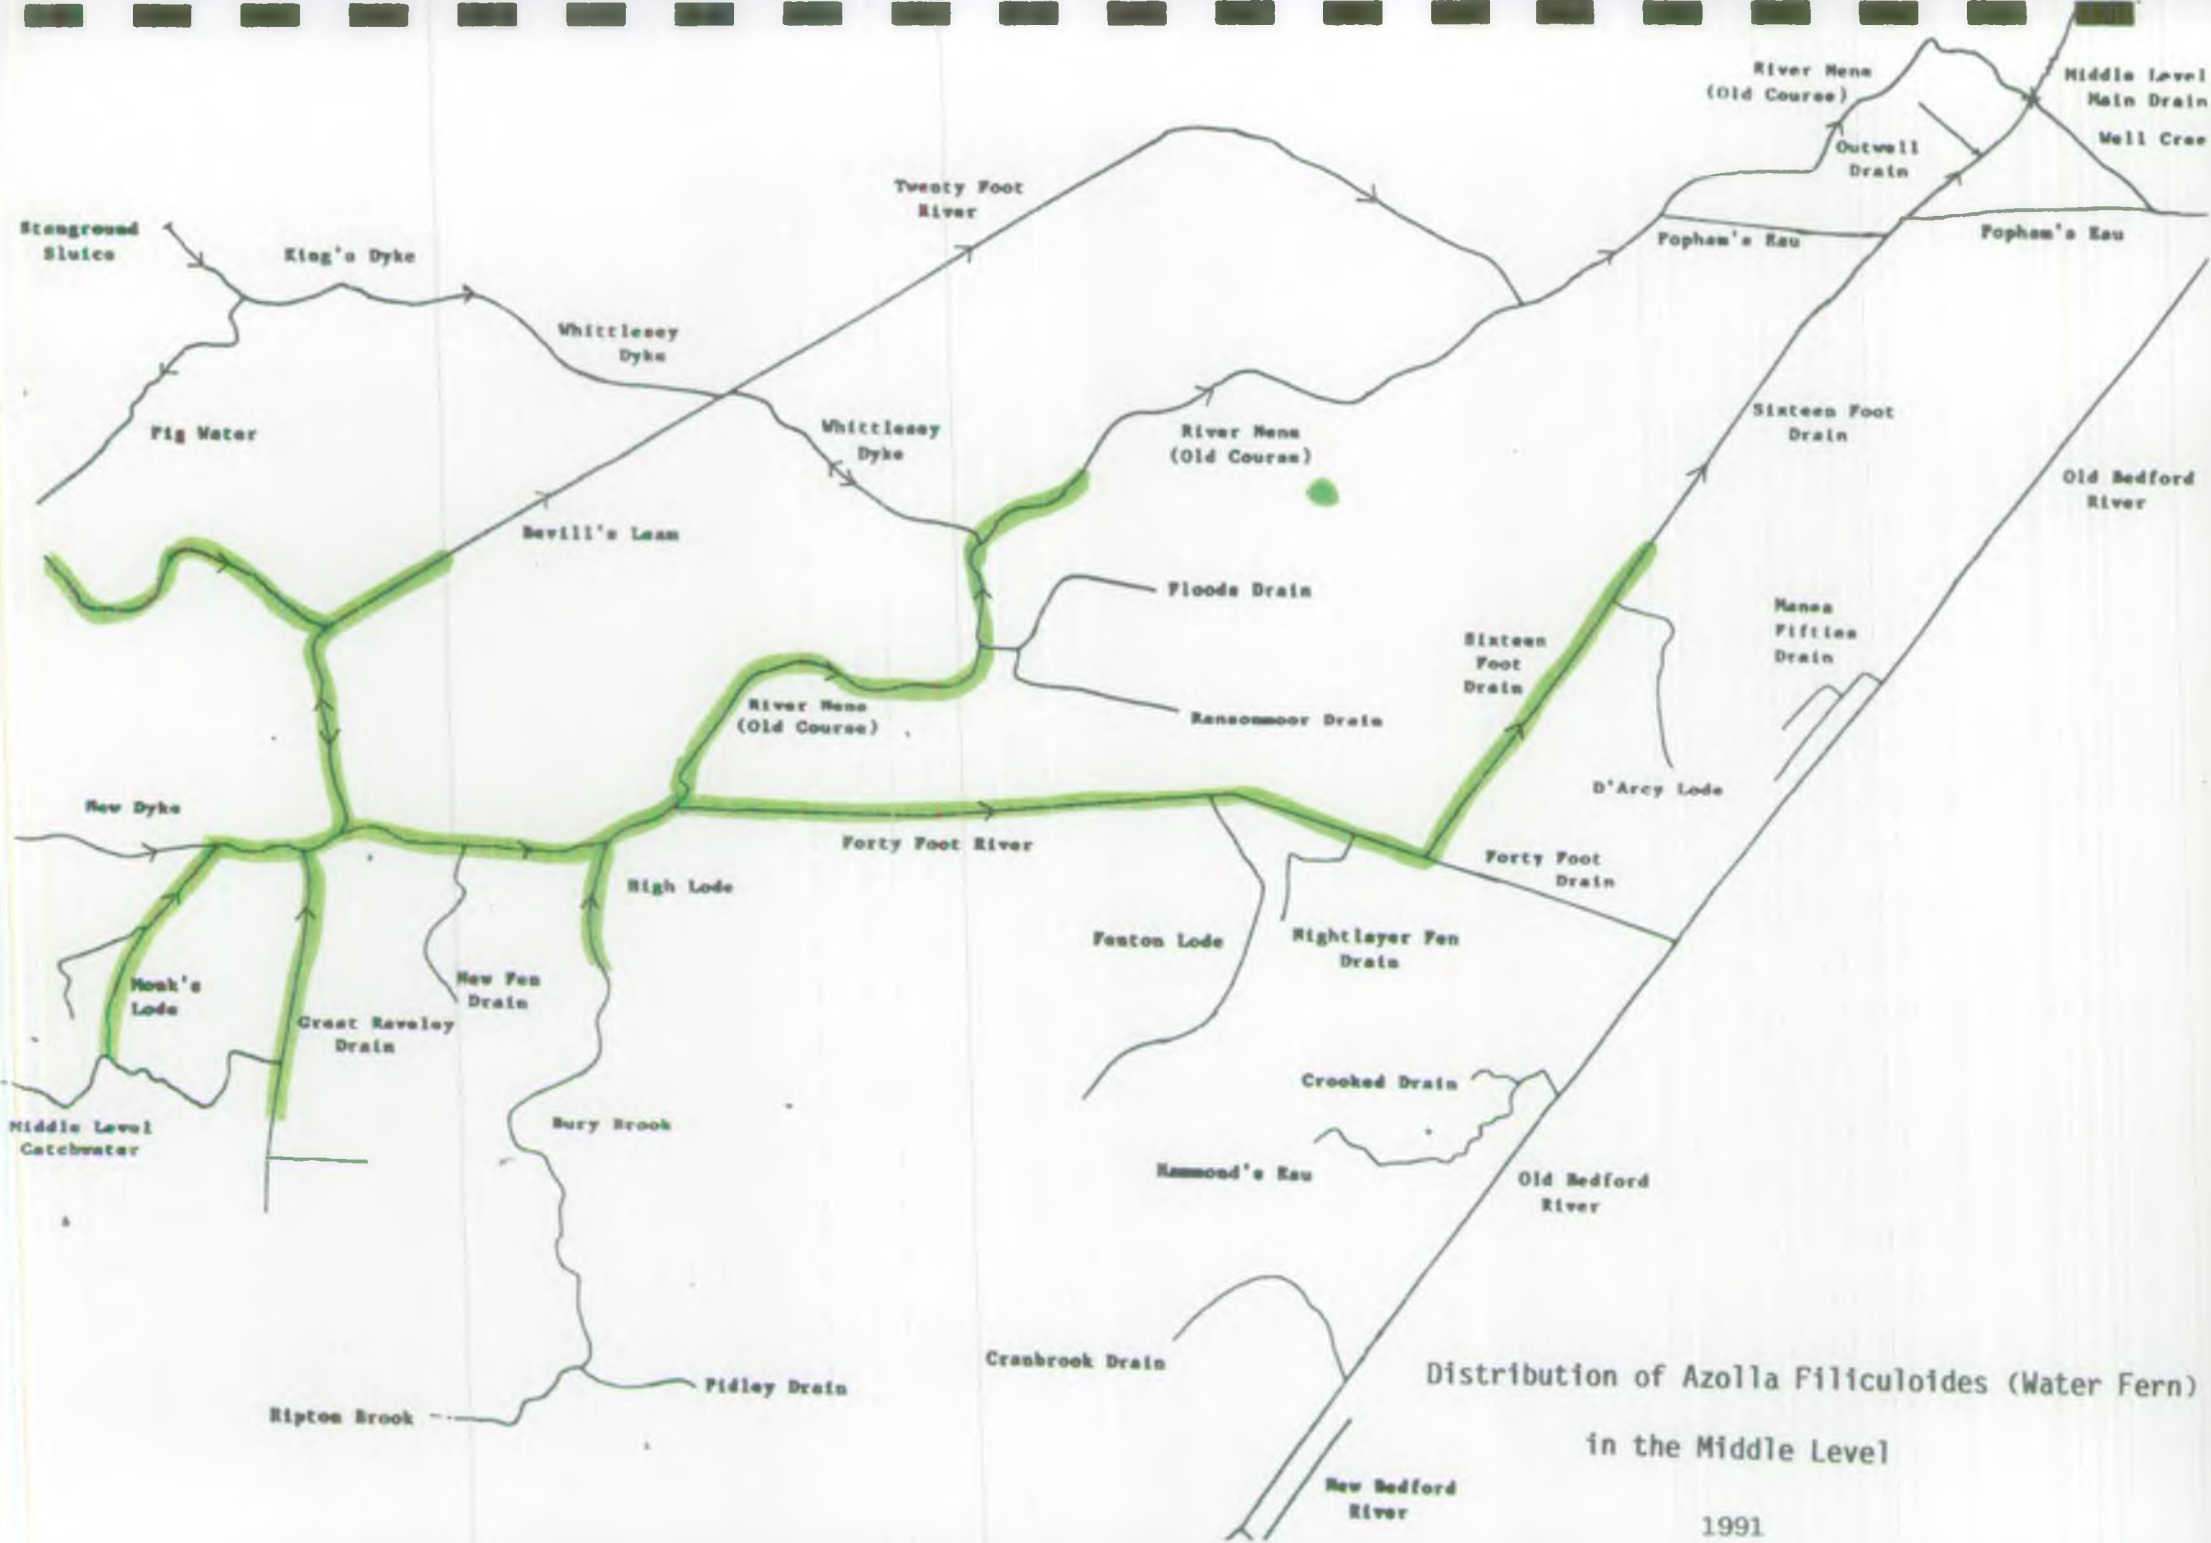 River Nene
(Old Course)
Middle Level
Main Drain
Well Cree
Outwell
Drain
Twenty Foot
River
Stanground
Sluice
King's Dyke
Popham's Eau
Popham's Eau
Whittlesey
Dyke
Pig Water
Whittlesey
Dyke
River Nene
(Old Course)
Sixteen Foot
Drain
Old Bedford
River
Bevill's Leam
Floods Drain
Manea
Fifties
Drain
Sixteen
Foot
Drain
River Nene
(Old Course)
Ransonmoor Drain
D'Arcy Lode
New Dyke
Forty Foot River
Forty Foot
Drain
High Lode
Fenton Lode
Nightlayer Fen
Drain
Monk's
Lode
New Fen
Drain
Great Raveley
Drain
Crooked Drain
Middle Level
Catchwater
Bury Brook
Hammond's Eau
Old Bedford
River
Cranbrook Drain
Pidley Drain
Ripton Brook
Distribution of Azolla Filiculoides (Water Fern)
in the Middle Level
New Bedford
River
1991